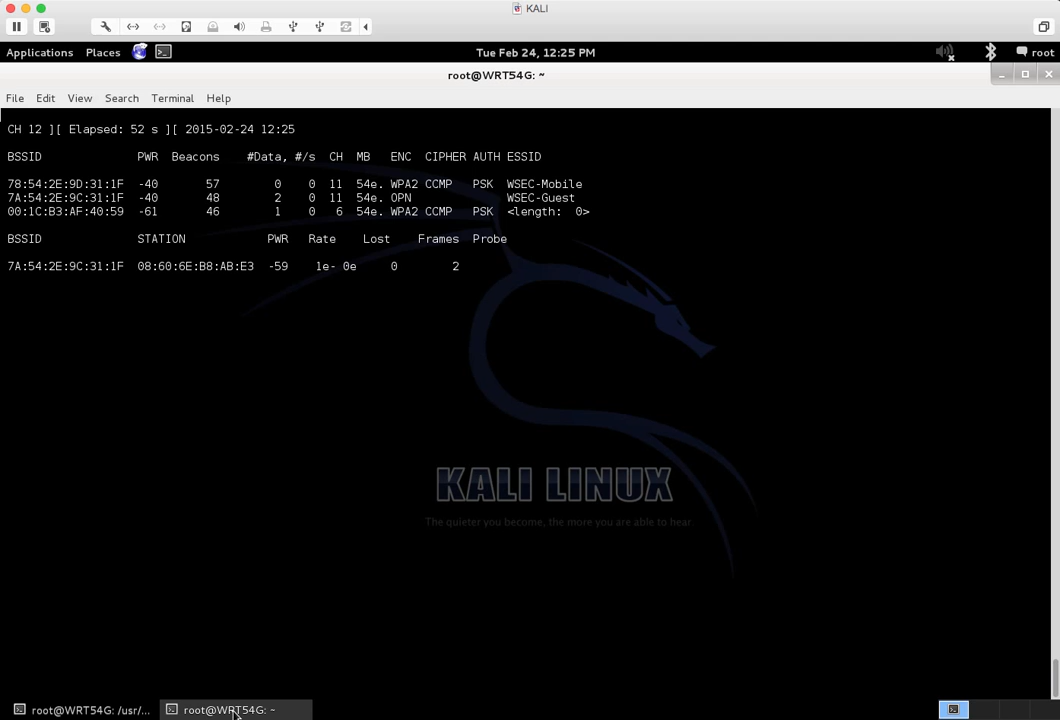 KALI
Applications Places Tue Feb 24, 12:25 PM root
root@WRT54G: ~
File Edit View Search Terminal Help
CH 12 ][ Elapsed: 52 s ][ 2015-02-24 12:25
BSSID PWR Beacons #Data, #/s CH MB ENC CIPHER AUTH ESSID
78:54:2E:9D:31:1F -40 57 0 0 11 54e. WPA2 CCMP PSK WSEC-Mobile
7A:54:2E:9C:31:1F -40 48 2 0 11 54e. OPN WSEC-Guest
00:1C:B3:AF:40:59 -61 46 1 0 6 54e. WPA2 CCMP PSK <length: 0>
BSSID STATION PWR Rate Lost Frames Probe
7A:54:2E:9C:31:1F 08:60:6E:B8:AB:E3 -59 1e- 0e 0 2
KALI LINUX
The quieter you become, the more you are able to hear
root@WRT54G: /usr/... root@WRT54G: ~